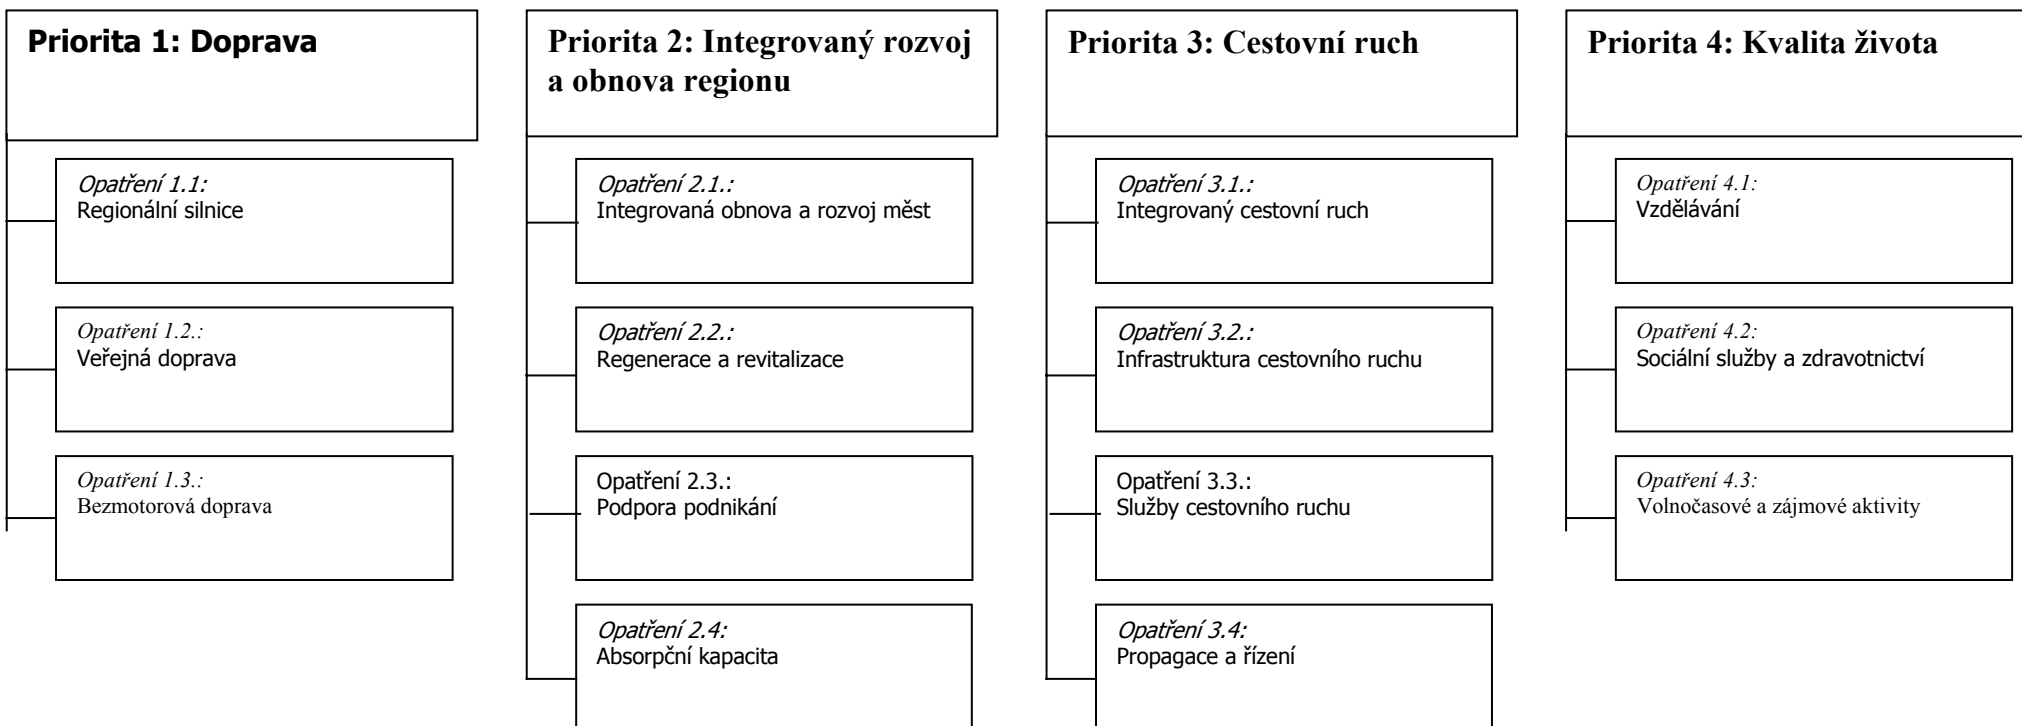 Priorita 1: Doprava
Opatření 1.1:
Regionální silnice
Opatření 1.2.:
Veřejná doprava
Opatření 1.3.:
Bezmotorová doprava
Priorita 2: Integrovaný rozvoj
a obnova regionu
Opatření 2.1.:
Integrovaná obnova a rozvoj měst
Opatření 2.2.:
Regenerace a revitalizace
Opatření 2.3.:
Podpora podnikání
Opatření 2.4:
Absorpční kapacita
Priorita 3: Cestovní ruch
Opatření 3.1.:
Integrovaný cestovní ruch
Opatření 3.2.:
Infrastruktura cestovního ruchu
Opatření 3.3.:
Služby cestovního ruchu
Opatření 3.4:
Propagace a řízení
Priorita 4: Kvalita života
Opatření 4.1:
Vzdělávání
Opatření 4.2:
Sociální služby a zdravotnictví
Opatření 4.3:
Volnočasové a zájmové aktivity